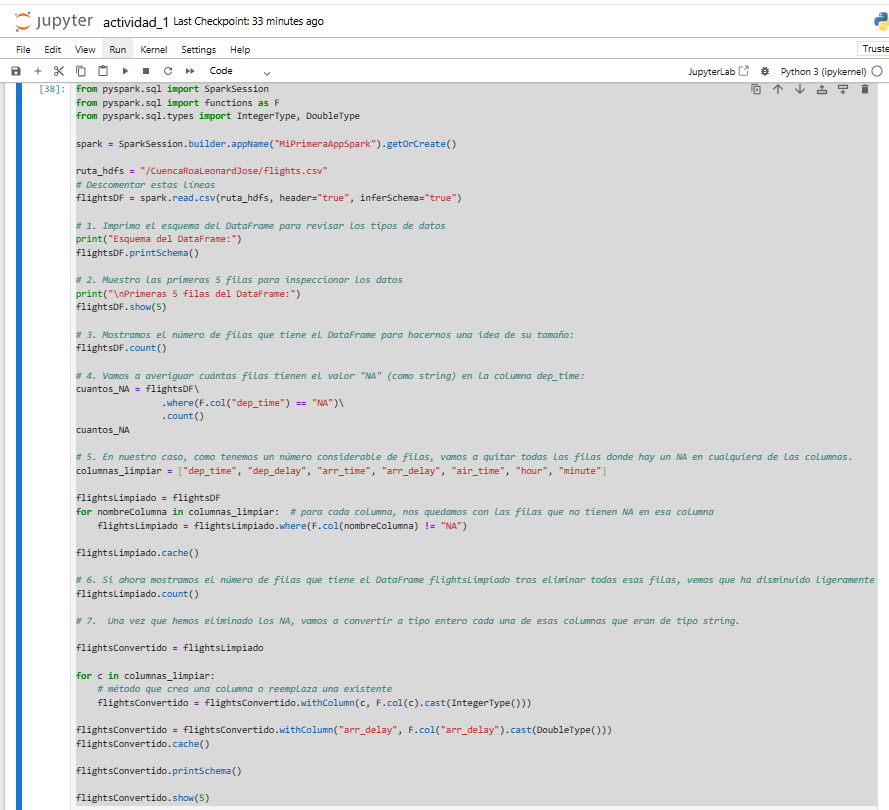 jupyter actividad_1 Last Checkpoint: 33 minutes ago
File Edit View Run Kernel Settings Help
Truste
Code
JupyterLab
Python 3 (ipykernel)
[38]:
from pyspark.sql import SparkSession
from pyspark.sql import functions as F
from pyspark.sql.types import IntegerType, DoubleType
spark = SparkSession.builder.appName("MiPrimeraAppSpark").getOrCreate()
ruta_hdfs = "/CuencaRoaLeonardJose/flights.csv"
# Descomentar estas líneas
flightsDF = spark.read.csv(ruta_hdfs, header="true", inferSchema="true")
# 1. Imprimo el esquema del DataFrame para revisar los tipos de datos
print("Esquema del DataFrame:")
flightsDF.printSchema()
# 2. Muestro las primeras 5 filas para inspeccionar los datos
print("\nPrimeras 5 filas del DataFrame:")
flightsDF.show(5)
# 3. Mostramos el número de filas que tiene el DataFrame para hacernos una idea de su tamaño:
flightsDF.count()
# 4. Vamos a averiguar cuántas filas tienen el valor "NA" (como string) en la columna dep_time:
cuantos_NA = flightsDF\
.where(F.col("dep_time") == "NA")\
.count()
cuantos_NA
# 5. En nuestro caso, como tenemos un número considerable de filas, vamos a quitar todas las filas donde hay un NA en cualquiera de las columnas.
columnas_limpiar = ["dep_time", "dep_delay", "arr_time", "arr_delay", "air_time", "hour", "minute"]
flightsLimpiado = flightsDF
for nombreColumna in columnas_limpiar:  # para cada columna, nos quedamos con las filas que no tienen NA en esa columna
flightsLimpiado = flightsLimpiado.where(F.col(nombreColumna) != "NA")
flightsLimpiado.cache()
# 6. Si ahora mostramos el número de filas que tiene el DataFrame flightsLimpiado tras eliminar todas esas filas, vemos que ha disminuido ligeramente
flightsLimpiado.count()
# 7.  Una vez que hemos eliminado los NA, vamos a convertir a tipo entero cada una de esas columnas que eran de tipo string.
flightsConvertido = flightsLimpiado
for c in columnas_limpiar:
# método que crea una columna o reemplaza una existente
flightsConvertido = flightsConvertido.withColumn(c, F.col(c).cast(IntegerType()))
flightsConvertido = flightsConvertido.withColumn("arr_delay", F.col("arr_delay").cast(DoubleType()))
flightsConvertido.cache()
flightsConvertido.printSchema()
flightsConvertido.show(5)